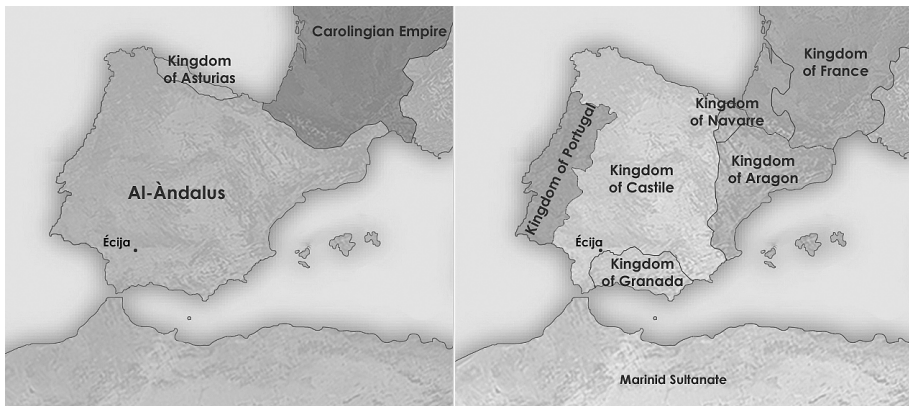 Carolingian Empire
Kingdom
of Asturias
Al-Àndalus
Écija
Kingdom
of France
Kingdom
of Navarre
Kingdom of Portugal
Kingdom
of Castile
Kingdom
of Aragon
Écija
Kingdom
of Granada
Marinid Sultanate